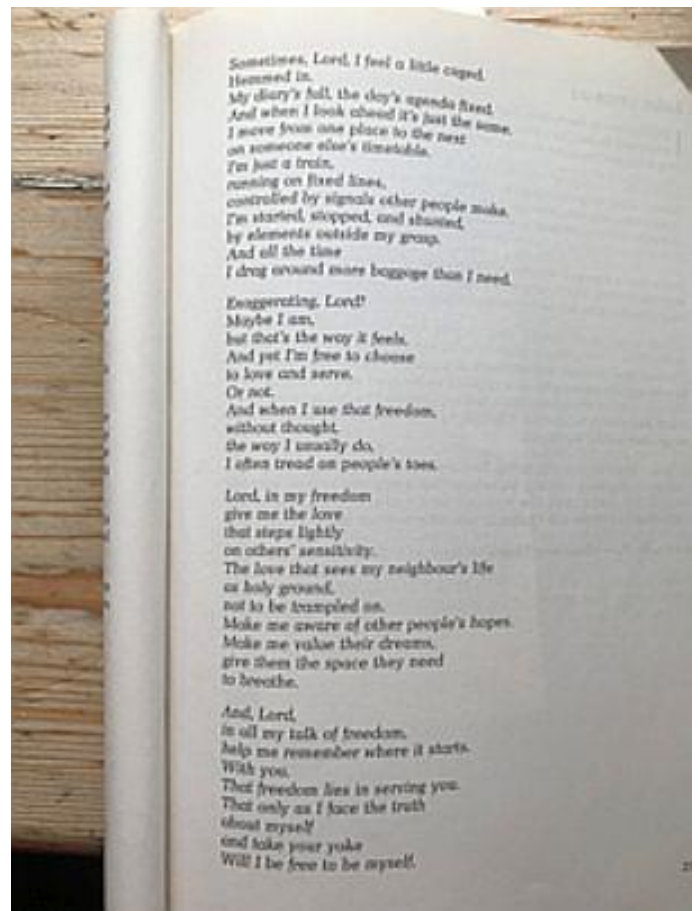 Sometimes, Lord, I feel a little caged.
Hemmed in.
My diary's full, the day's agenda fixed.
And when I look ahead it's just the same.
I move from one place to the next
on someone else's timetable.
I'm just a train,
running on fixed lines,
controlled by signals other people make.
I'm started, stopped, and shunted,
by elements outside my grasp.
And all the time
I drag around more baggage than I need.
Exaggerating, Lord?
Maybe I am,
but that's the way it feels.
And yet I'm free to choose
to love and serve.
Or not.
And when I use that freedom,
without thought,
the way I usually do,
I often tread on people's toes.
Lord, in my freedom
give me the love
that steps lightly
on others' sensitivity.
The love that sees my neighbour's life
as holy ground,
not to be trampled on.
Make me aware of other people's hopes.
Make me value their dreams,
give them the space they need
to breathe.
And, Lord,
in all my talk of freedom,
help me remember where it starts.
With you.
That freedom lies in serving you.
That only as I face the truth
about myself
and take your yoke
Will I be free to be myself.